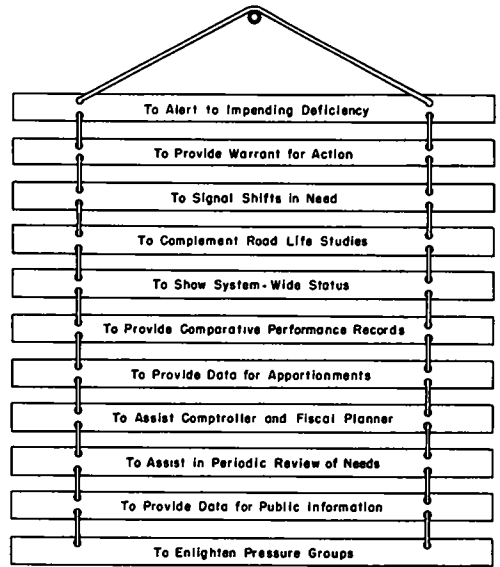 To Alert to Impending Deficiency
To Provide Warrant for Action
To Signal Shifts in Need
To Complement Road Life Studies
To Show System-Wide Status
To Provide Comparative Performance Records
To Provide Data for Apportionments
To Assist Comptroller and Fiscal Planner
To Assist in Periodic Review of Needs
To Provide Data for Public Information
To Enlighten Pressure Groups